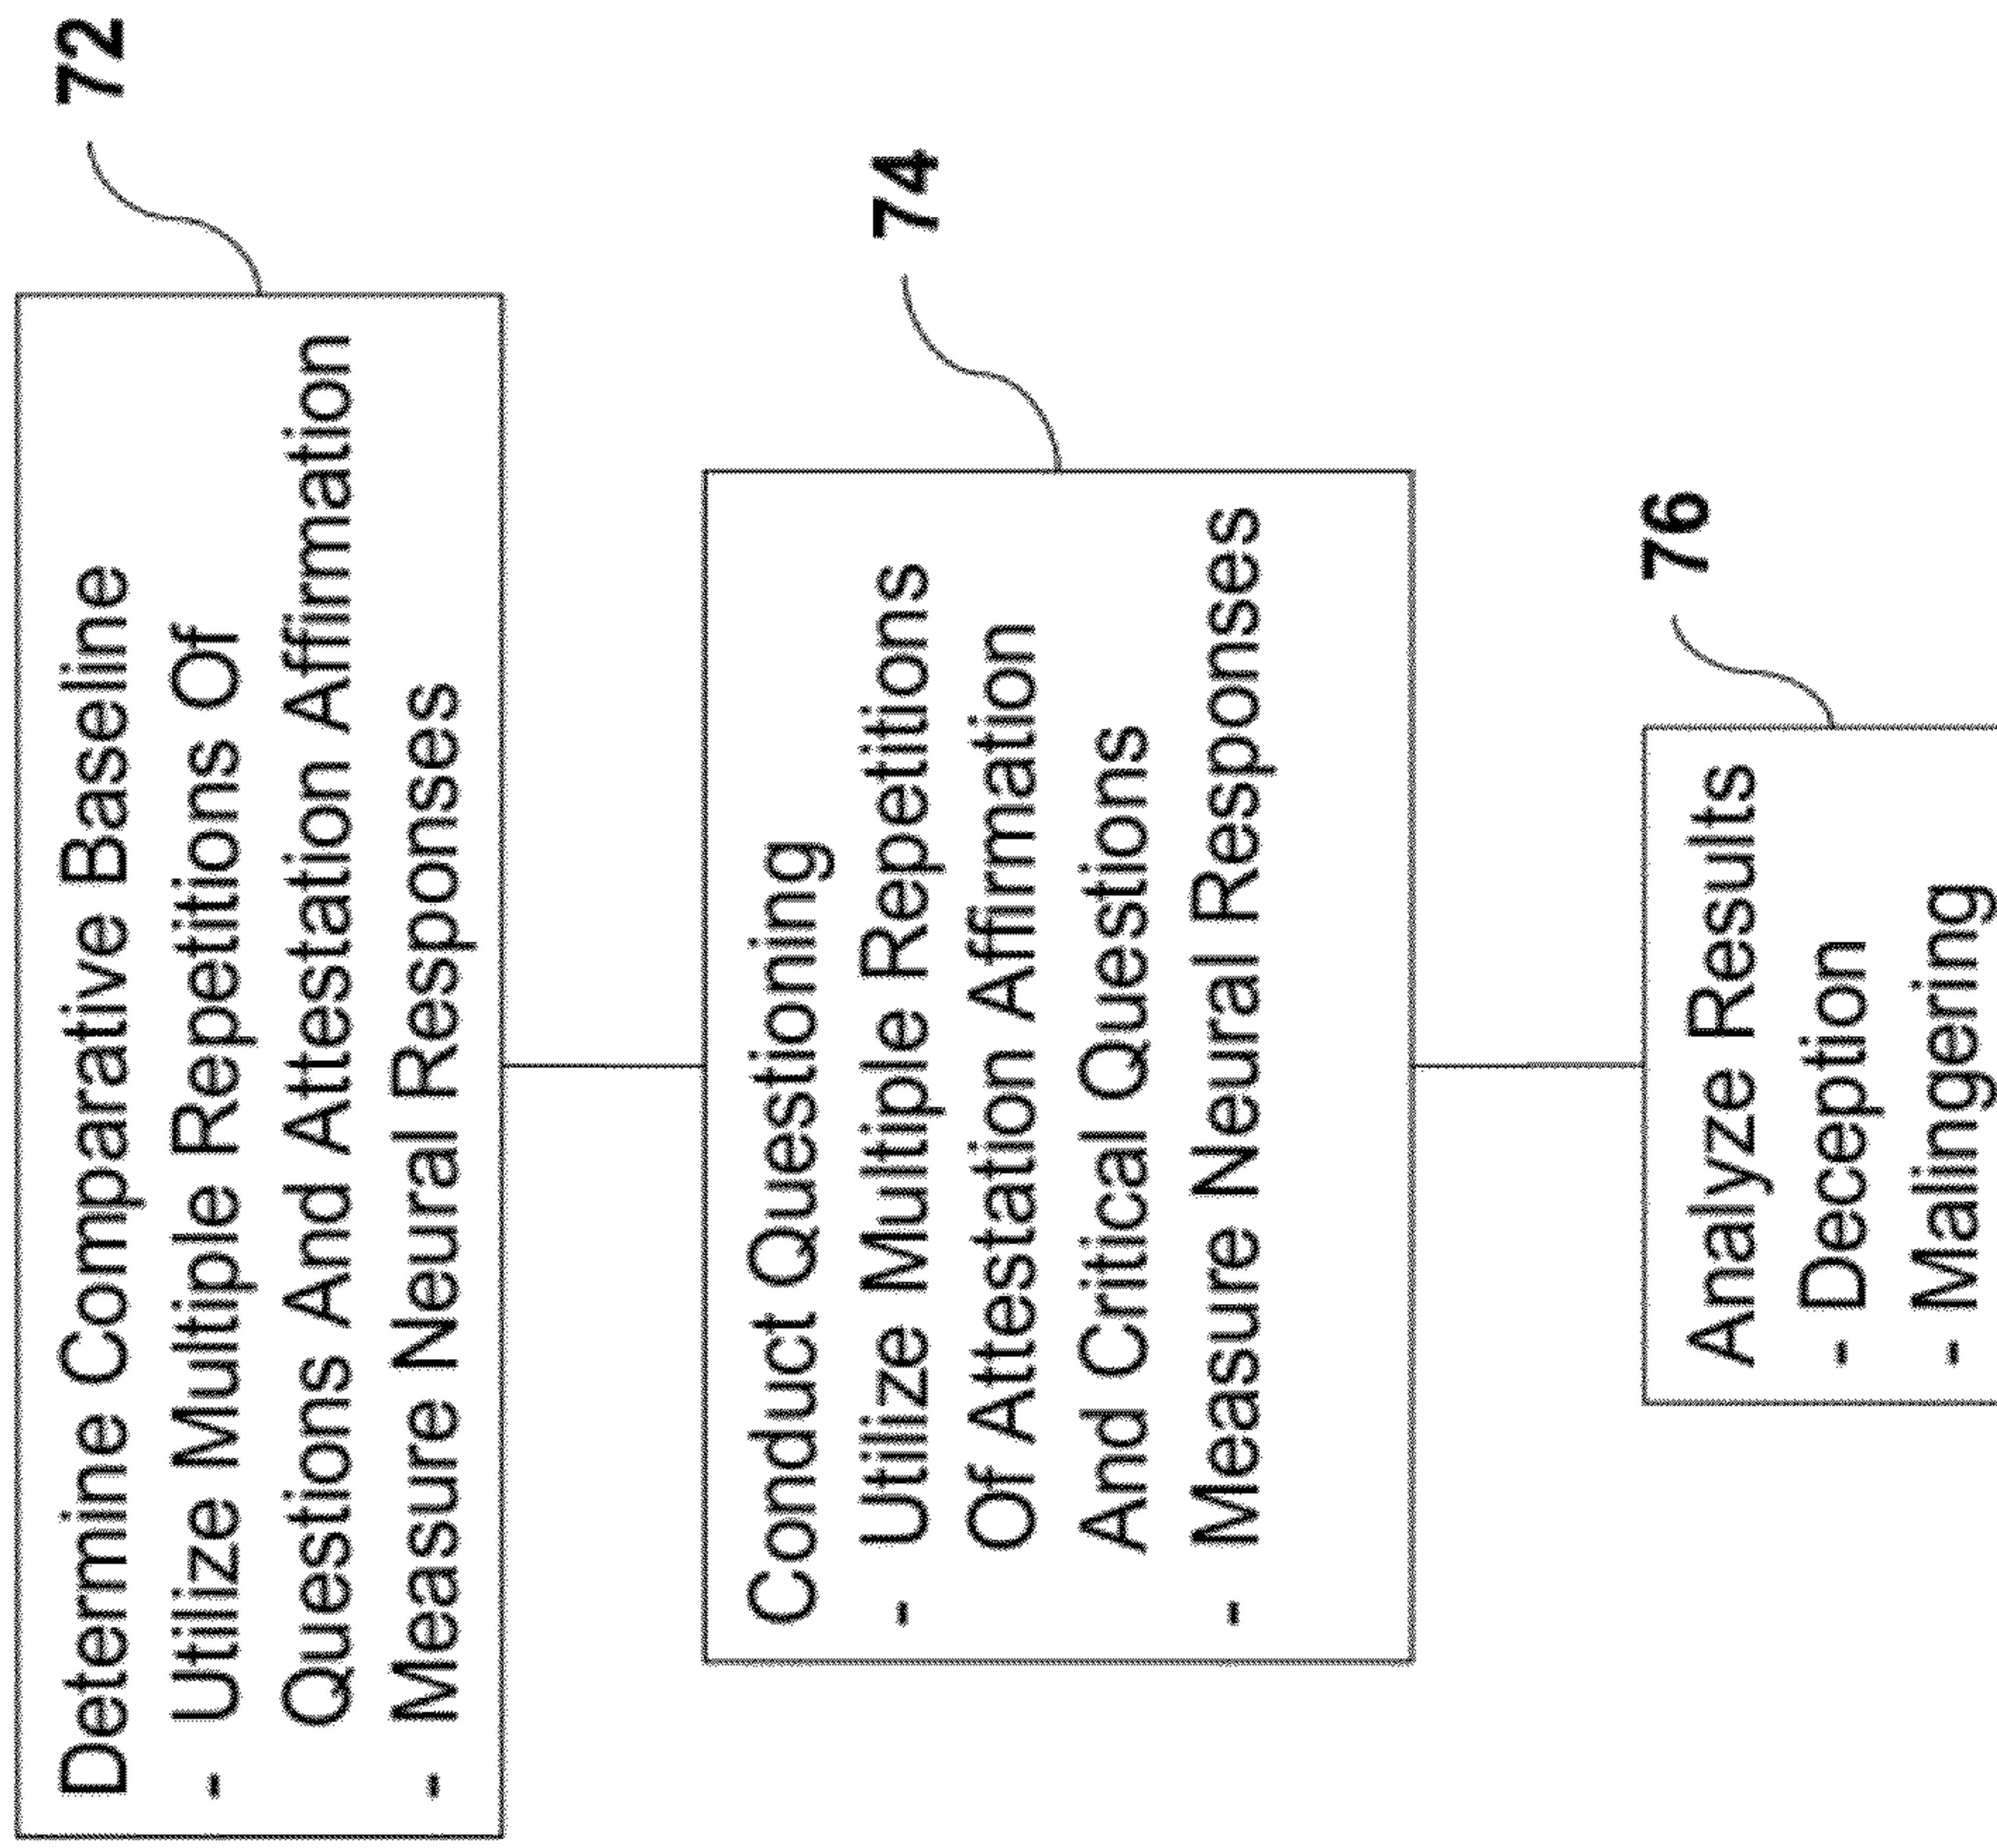 Determine Comparative Baseline
- Utilize Multiple Repetitions Of
Questions And Attestation Affirmation
- Measure Neural Responses
72
Conduct Questioning
- Utilize Multiple Repetitions
Of Attestation Affirmation
And Critical Questions
- Measure Neural Responses
74
Analyze Results
- Deception
- Malingering
76